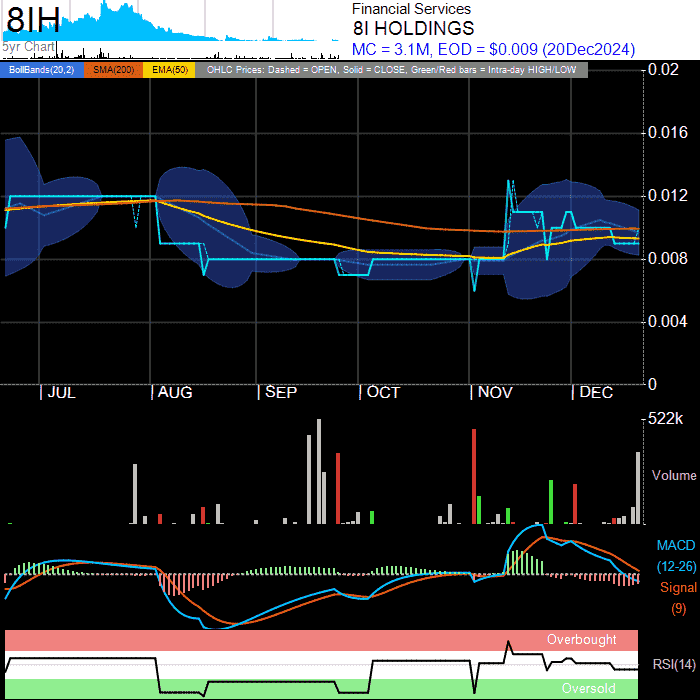 8IH
5yr Chart
Financial Services
8I HOLDINGS
MC = 3.1M, EOD = $0.009 (20Dec2024)
BollBands(20,2) SMA(200) EMA(50) OHLC Prices: Dashed = OPEN, Solid = CLOSE, Green/Red bars = Intra-day HIGH/LOW
0.02
0.016
0.012
0.008
0.004
0
JUL AUG SEP OCT NOV DEC
522k
Volume
MACD
(12-26)
Signal
(9)
Overbought
RSI(14)
Oversold